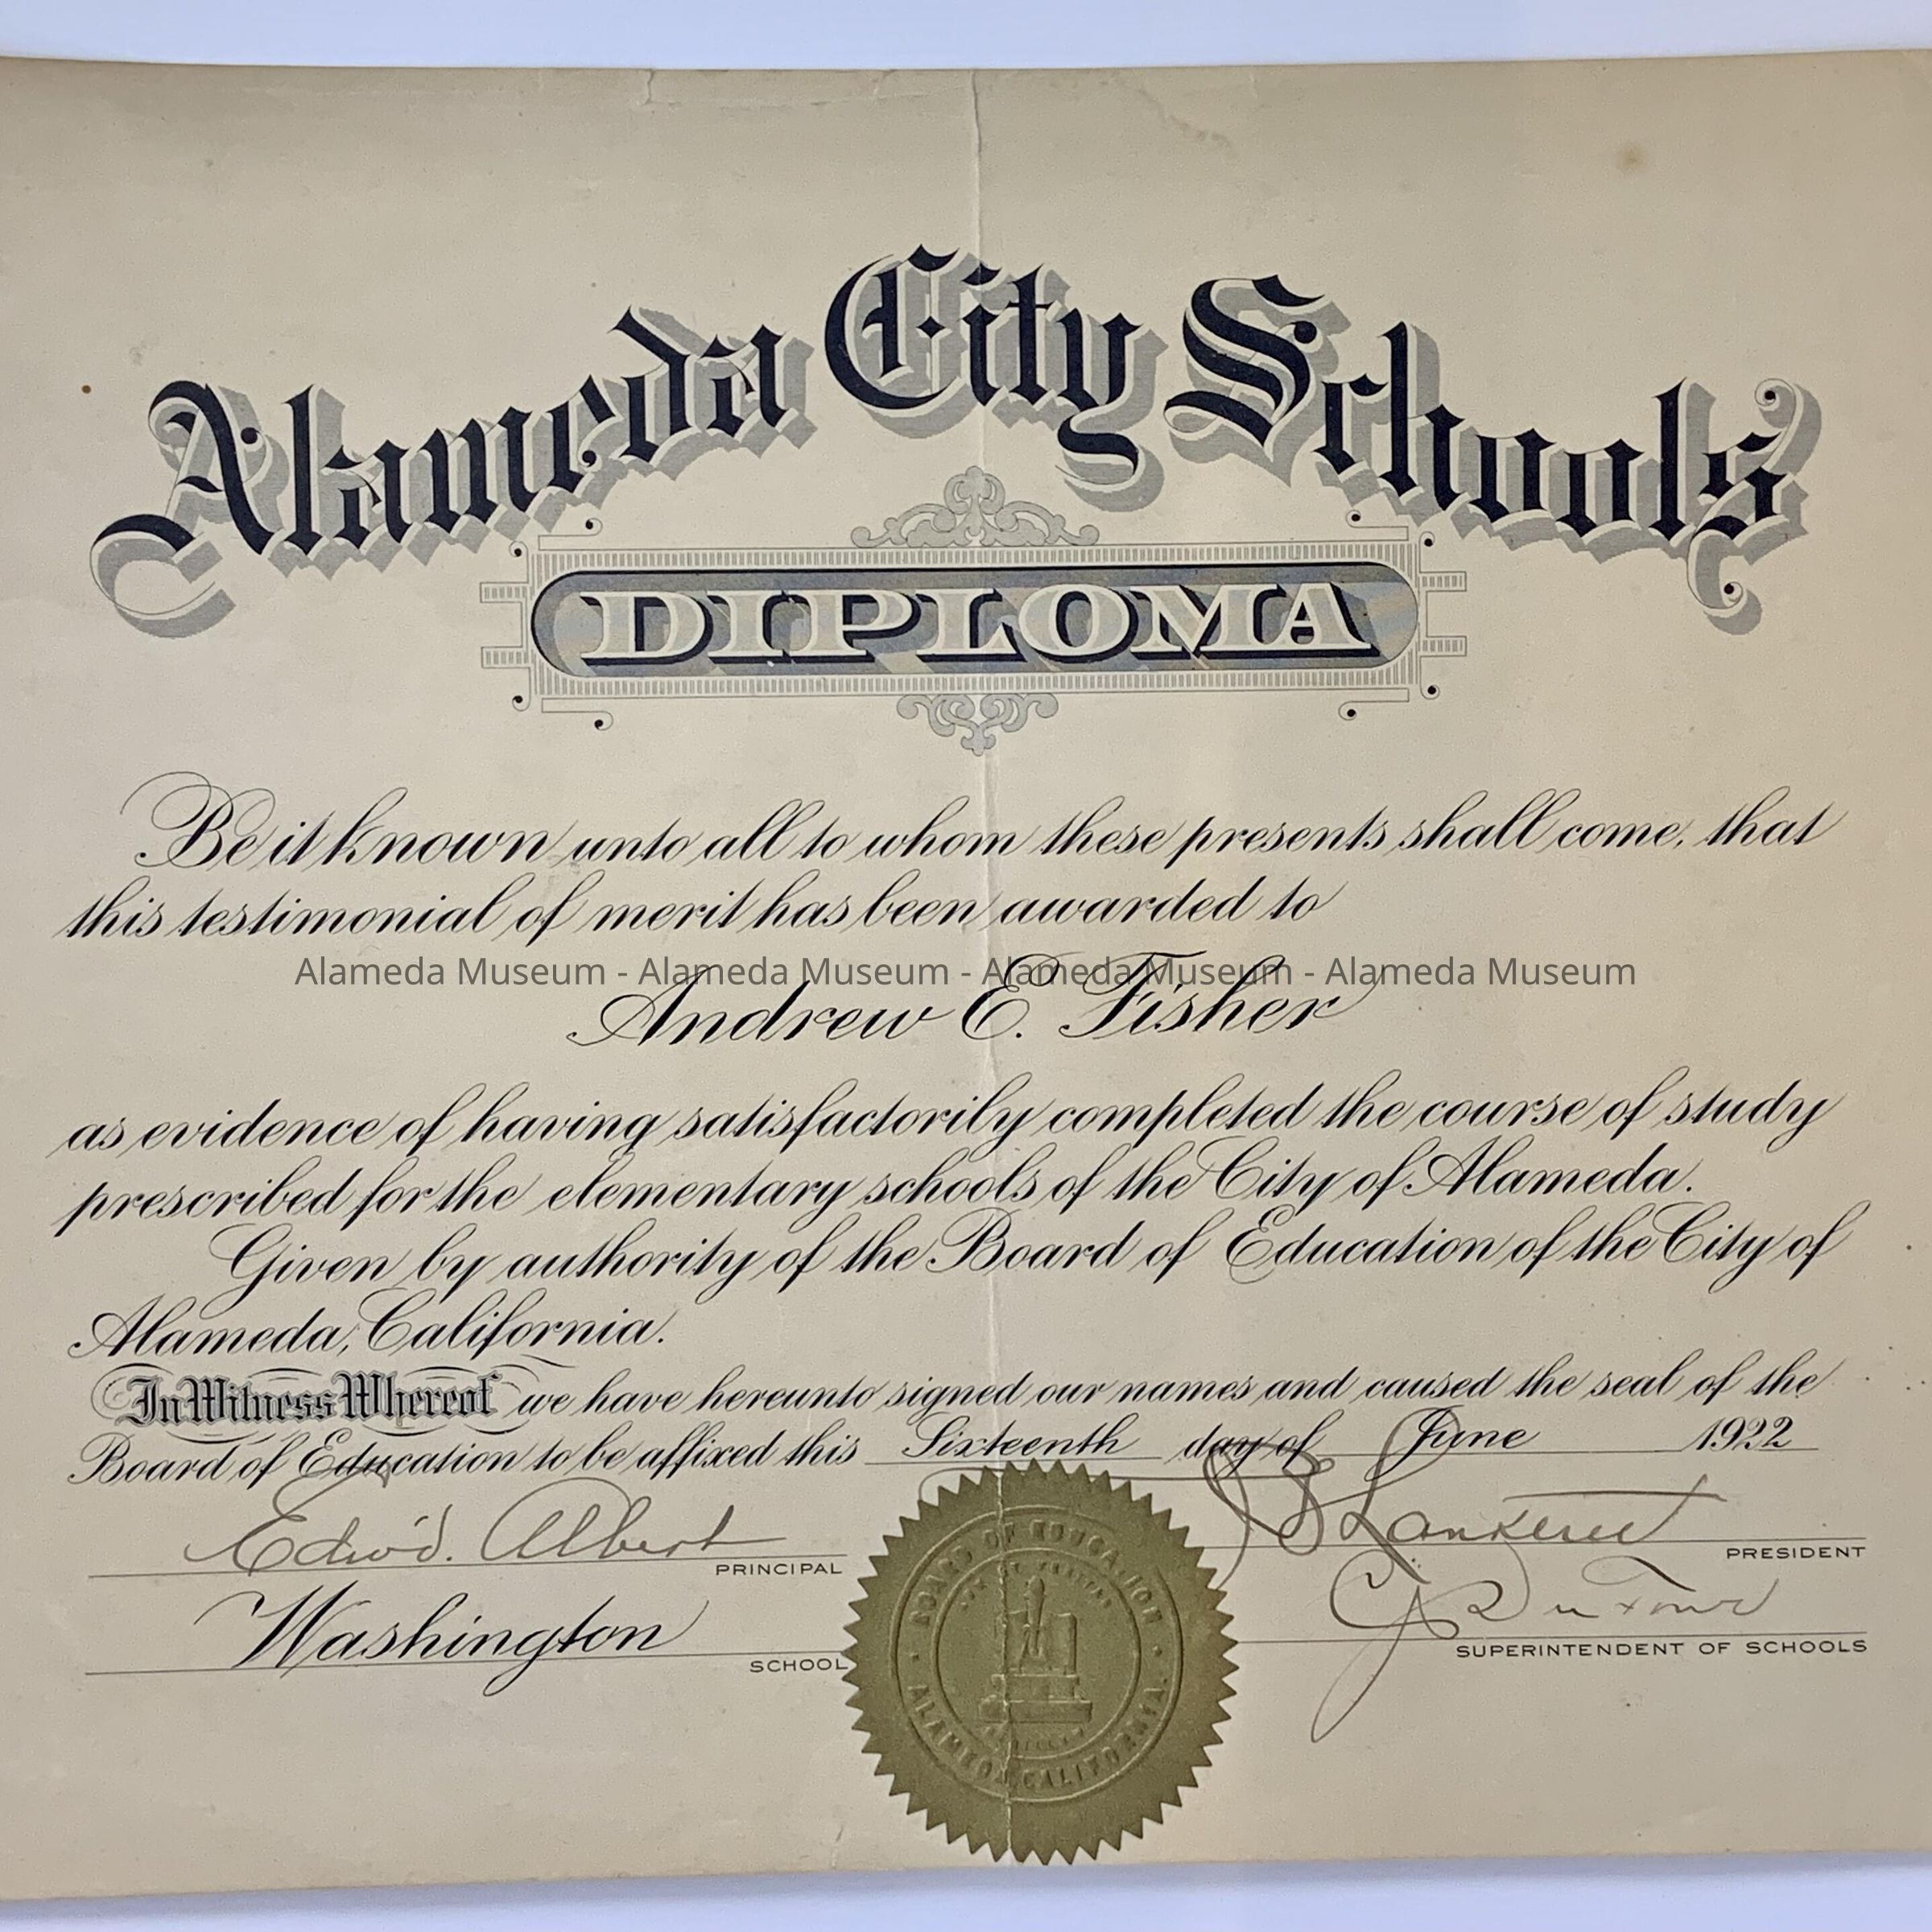 Alameda City Schools
DIPLOMA
Be it known unto all to whom these presents shall come, that
this testimonial of merit has been awarded to
Alameda Museum - Alameda Museum - Alameda Museum - Alameda Museum
Andrew E. Fisher
as evidence of having satisfactorily completed the course of study
prescribed for the elementary schools of the City of Alameda.
Given by authority of the Board of Education of the City of
Alameda, California.
In Witness Whereof we have hereunto signed our names and caused the seal of the
Board of Education to be affixed this Sixteenth day of June 1922
Edw'd. Albert
PRINCIPAL
PRESIDENT
Washington
SCHOOL
SUPERINTENDENT OF SCHOOLS
BOARD OF EDUCATION
ALAMEDA, CALIFORNIA.